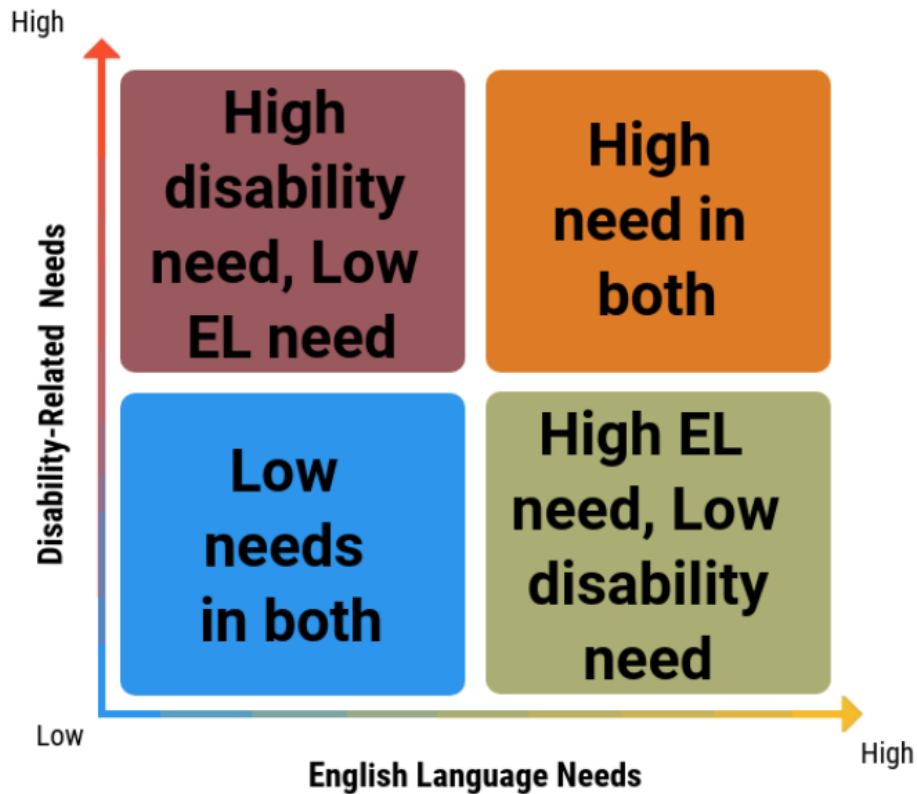 High
Disability-Related Needs
High
disability
need, Low
EL need
High
need in
both
Low
needs
in both
High EL
need, Low
disability
need
Low
High
English Language Needs